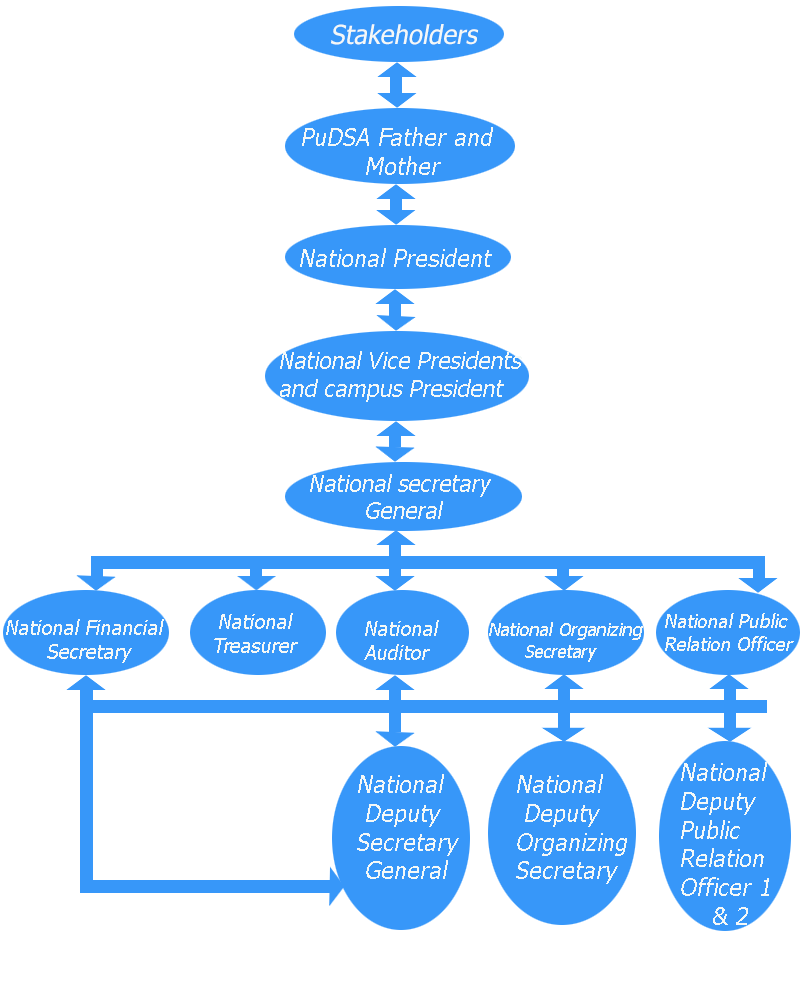 Stakeholders
PuDSA Father and
Mother
National President
National Vice Presidents
and campus President
National secretary
General
National Financial
Secretary
National
Treasurer
National
Auditor
National Organizing
Secretary
National Public
Relation Officer
National
Deputy
Secretary
General
National
Deputy
Organizing
Secretary
National
Deputy
Public
Relation
Officer 1
& 2